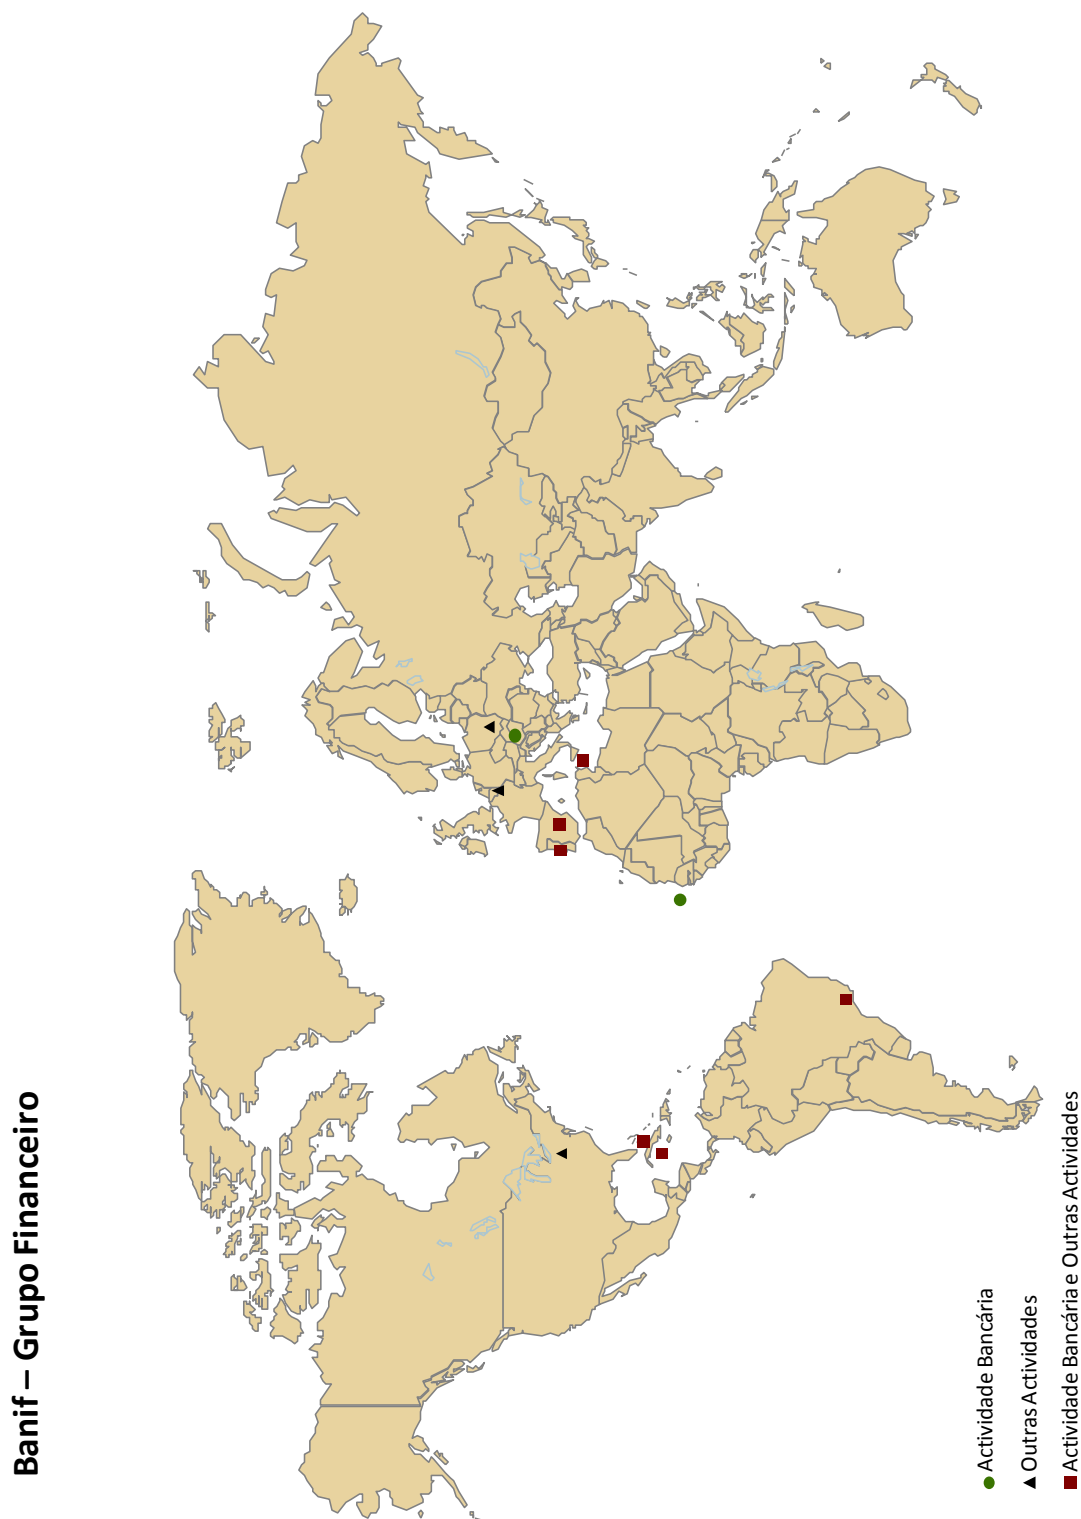 Banif – Grupo Financeiro
Actividade Bancária
Outras Actividades
Actividade Bancária e Outras Actividades